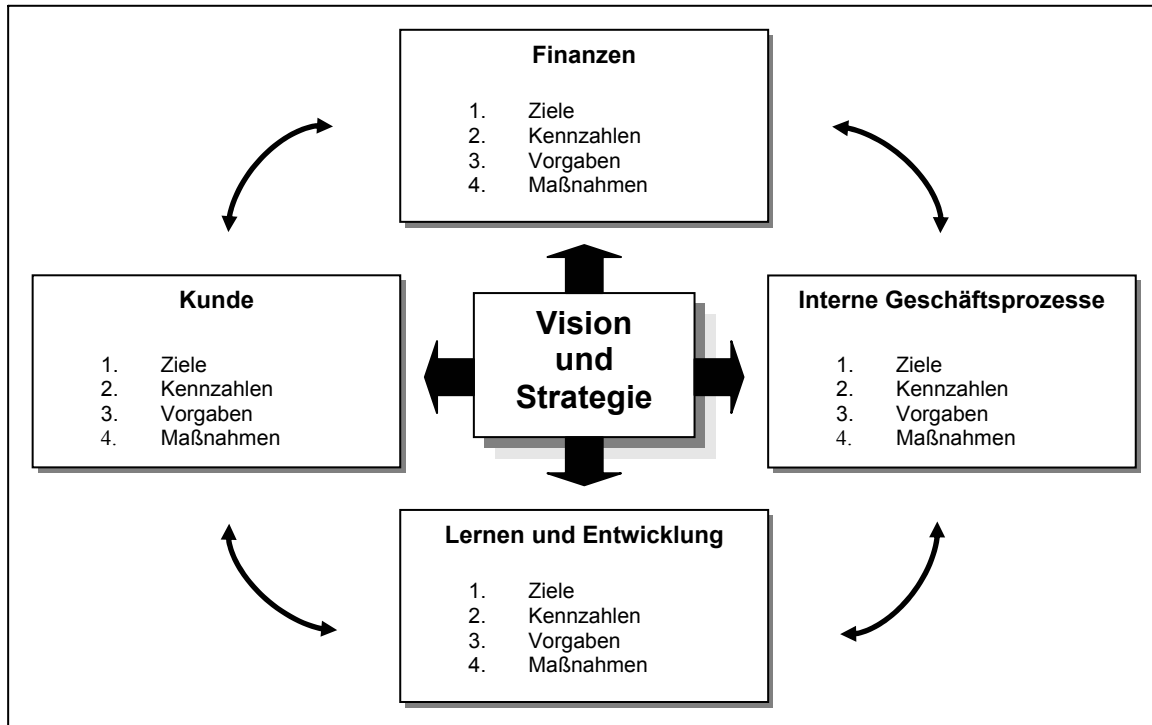 Finanzen
1. Ziele
2. Kennzahlen
3. Vorgaben
4. Maßnahmen
Kunde
1. Ziele
2. Kennzahlen
3. Vorgaben
4. Maßnahmen
Vision
und
Strategie
Interne Geschäftsprozesse
1. Ziele
2. Kennzahlen
3. Vorgaben
4. Maßnahmen
Lernen und Entwicklung
1. Ziele
2. Kennzahlen
3. Vorgaben
4. Maßnahmen